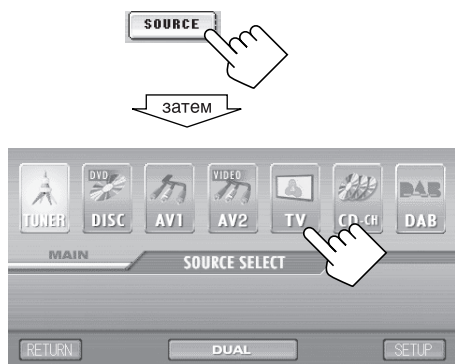 SOURCE
затем
DVD VIDEO
TUNER DISC AV1 AV2 TV CD-CH DAB
DAB
MAIN
SOURCE SELECT
RETURN DUAL SETUP